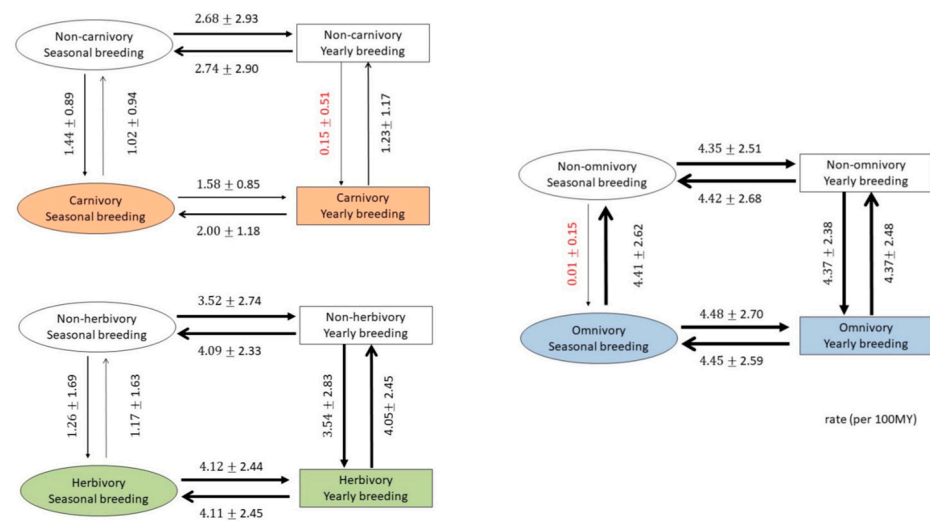 2.68 ± 2.93
Non-carnivory
Seasonal breeding
Non-carnivory
Yearly breeding
2.74 ± 2.90
1.44 ± 0.89
1.02 ± 0.94
0.15 ± 0.51
1.23± 1.17
1.58 ± 0.85
Carnivory
Seasonal breeding
Carnivory
Yearly breeding
2.00 ± 1.18
3.52 ± 2.74
Non-herbivory
Seasonal breeding
Non-herbivory
Yearly breeding
4.09 ± 2.33
1.26 ± 1.69
1.17 ± 1.63
3.54 ± 2.83
4.05± 2.45
4.12 ± 2.44
Herbivory
Seasonal breeding
Herbivory
Yearly breeding
4.11 ± 2.45
4.35 ± 2.51
Non-omnivory
Seasonal breeding
Non-omnivory
Yearly breeding
4.42 ± 2.68
0.01 ± 0.15
4.41 ± 2.62
4.37 ± 2.38
4.37± 2.48
4.48 ± 2.70
Omnivory
Seasonal breeding
Omnivory
Yearly breeding
4.45 ± 2.59
rate (per 100MY)